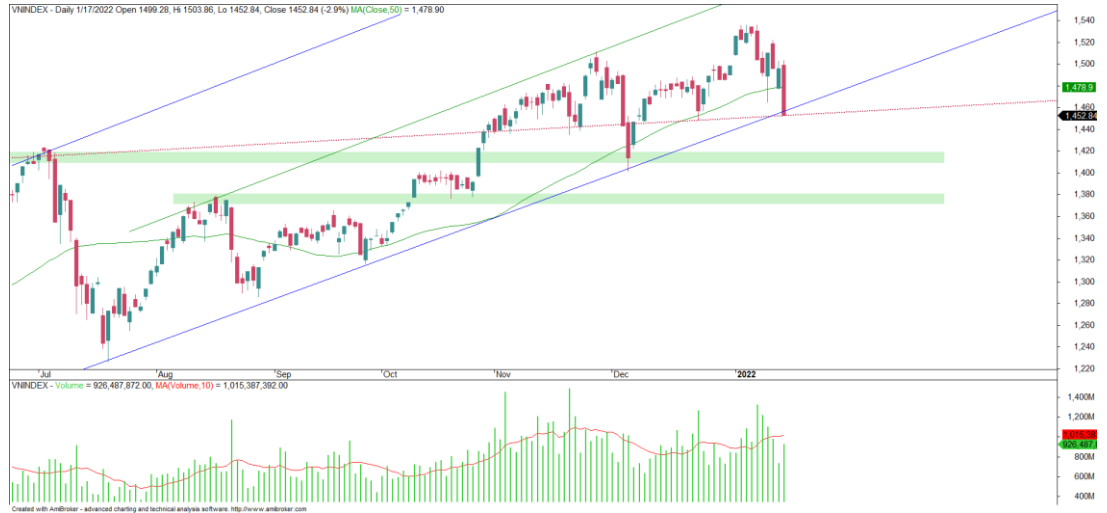 VNINDEX - Daily 1/17/2022 Open 1499.28, Hi 1503.86, Lo 1452.84, Close 1452.84 (-2.9%) MA(Close,50) = 1,478.90
1,540
1,520
1,500
1,478.9
1,460
1,452.84
1,440
1,420
1,400
1,380
1,360
1,340
1,320
1,300
1,280
1,260
1,240
1,220
Jul Aug Sep Oct Nov Dec 2022
VNINDEX - Volume = 926,487,872.00, MA(Volume,10) = 1,015,387,392.00
1,400M
1,200M
1,015,38
926,487,
800M
600M
400M
Created with AmiBroker - advanced charting and technical analysis software. http://www.amibroker.com